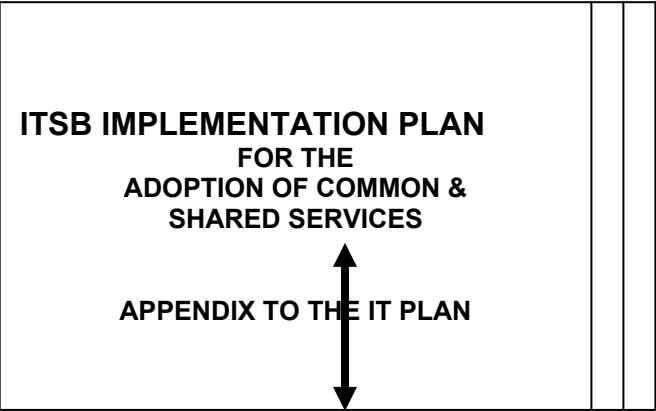 ITSB IMPLEMENTATION PLAN
FOR THE
ADOPTION OF COMMON &
SHARED SERVICES
APPENDIX TO THE IT PLAN